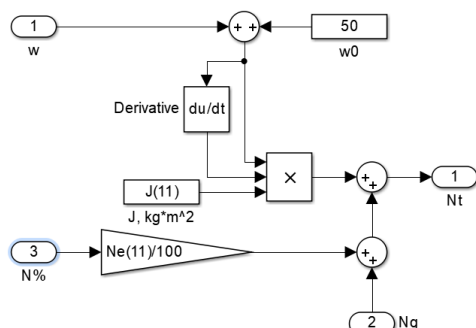 1
w
+ +
50
w0
Derivative
du/dt
J(11)
J, kg*m^2
×
+
+
1
Nt
3
N%
Ne(11)/100
+
+
2
Ng